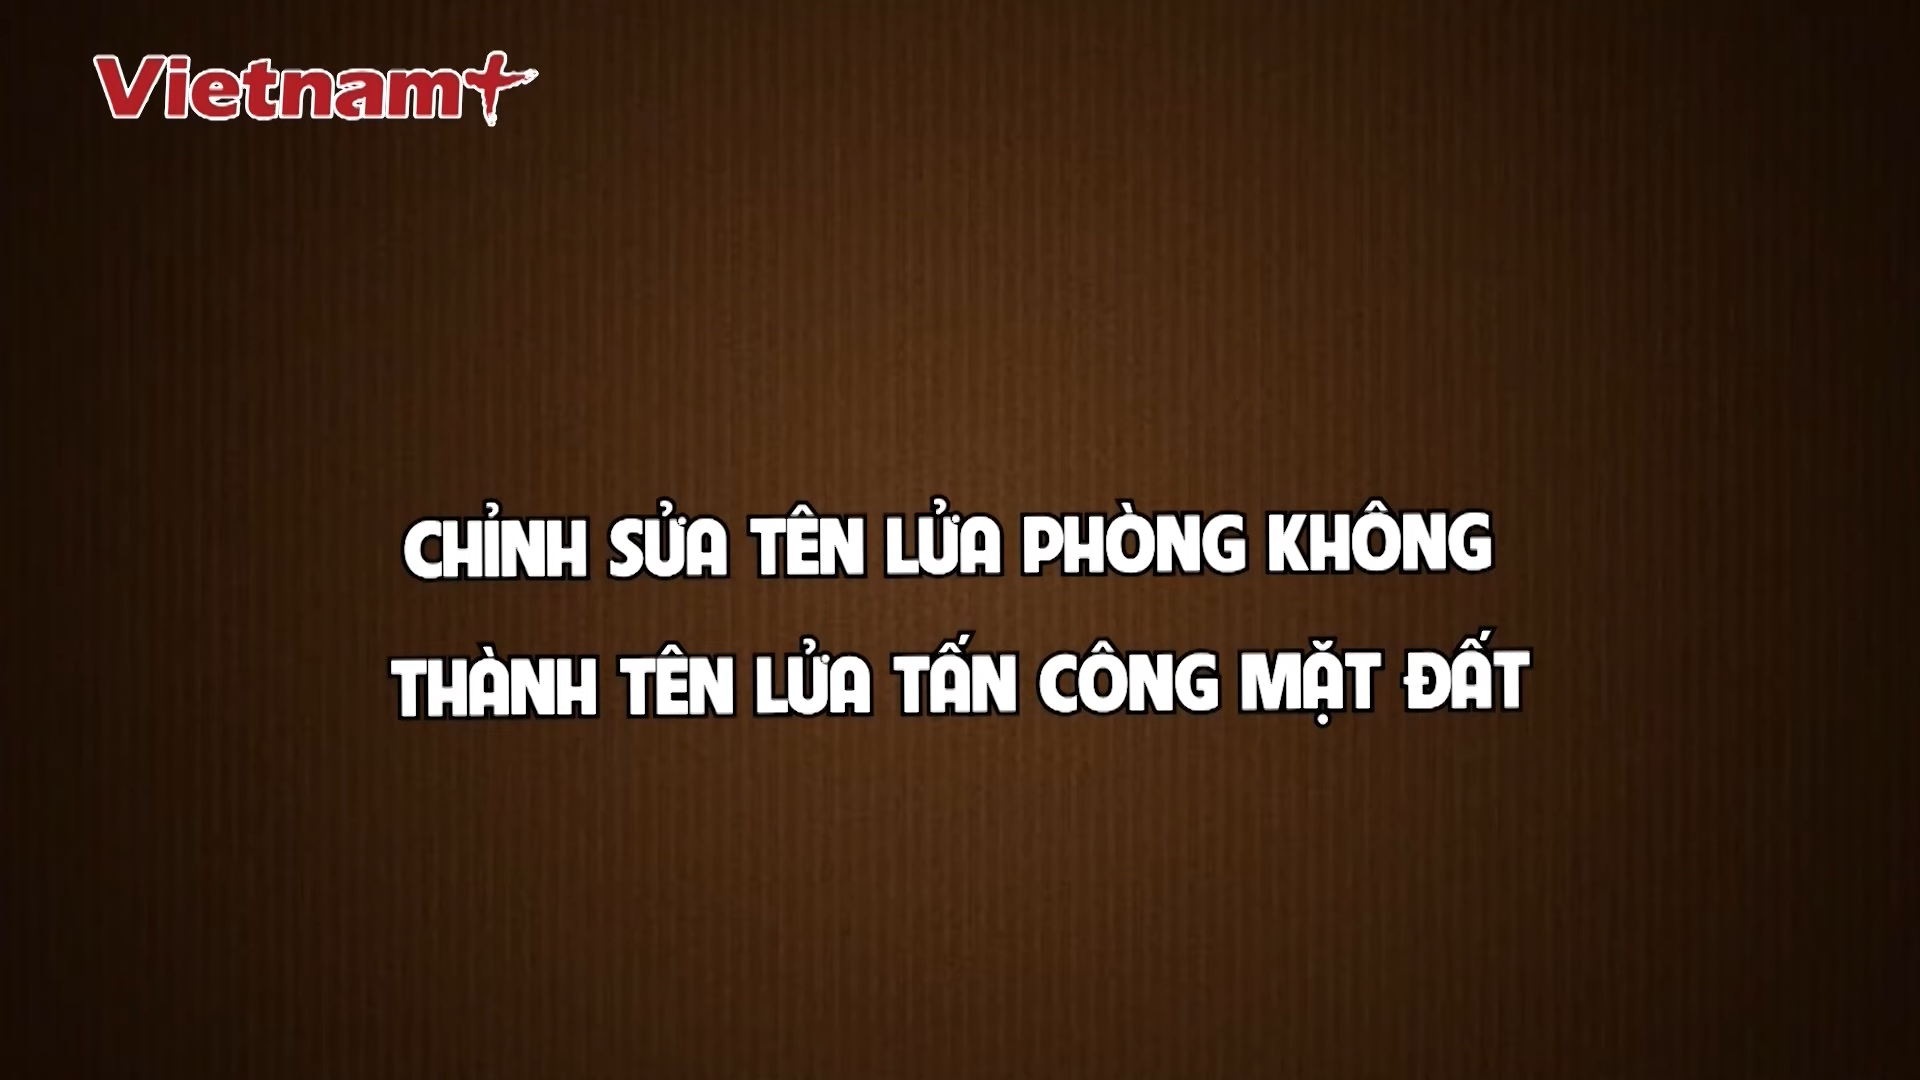 Vietnam+
CHỈNH SỬA TÊN LỬA PHÒNG KHÔNG
THÀNH TÊN LỬA TẤN CÔNG MẶT ĐẤT